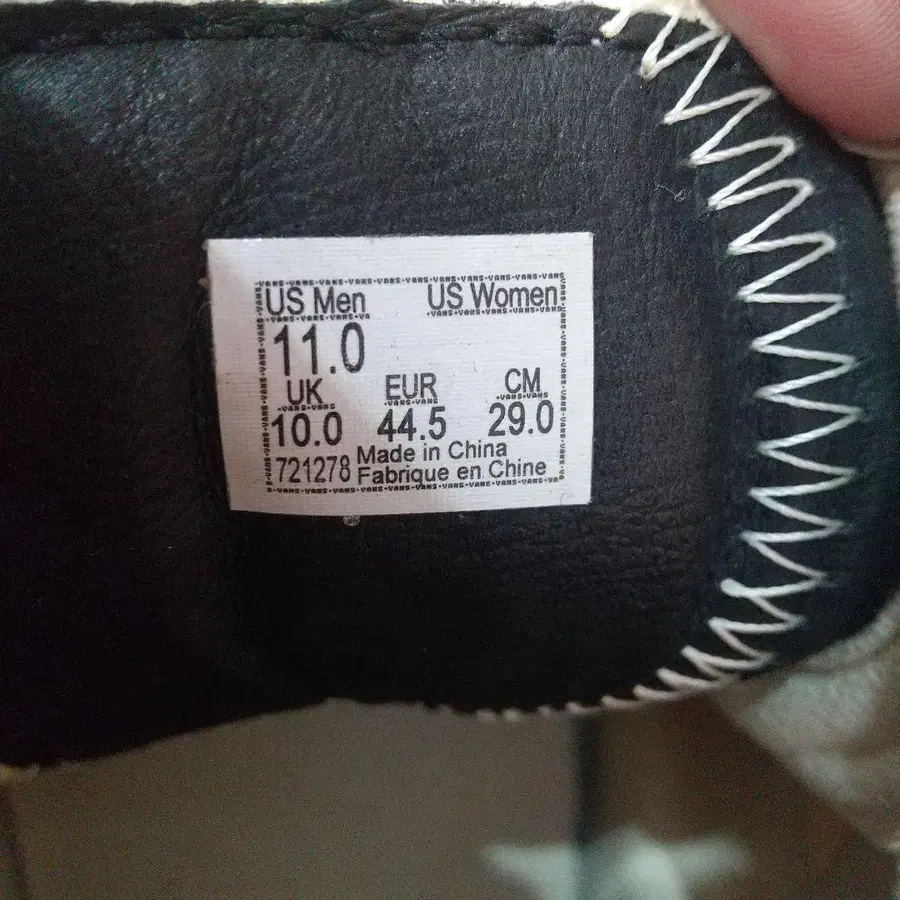 US Men US Women
11.0
UK EUR CM
10.0 44.5 29.0
721278 Made in China
Fabrique en Chine